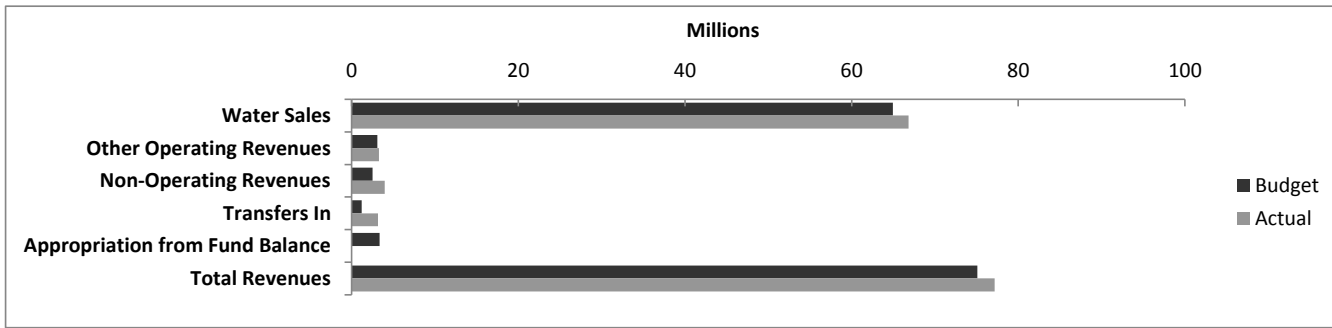 Millions
0 20 40 60 80 100
Water Sales
Other Operating Revenues
Non-Operating Revenues
Transfers In
Appropriation from Fund Balance
Total Revenues
Budget
Actual